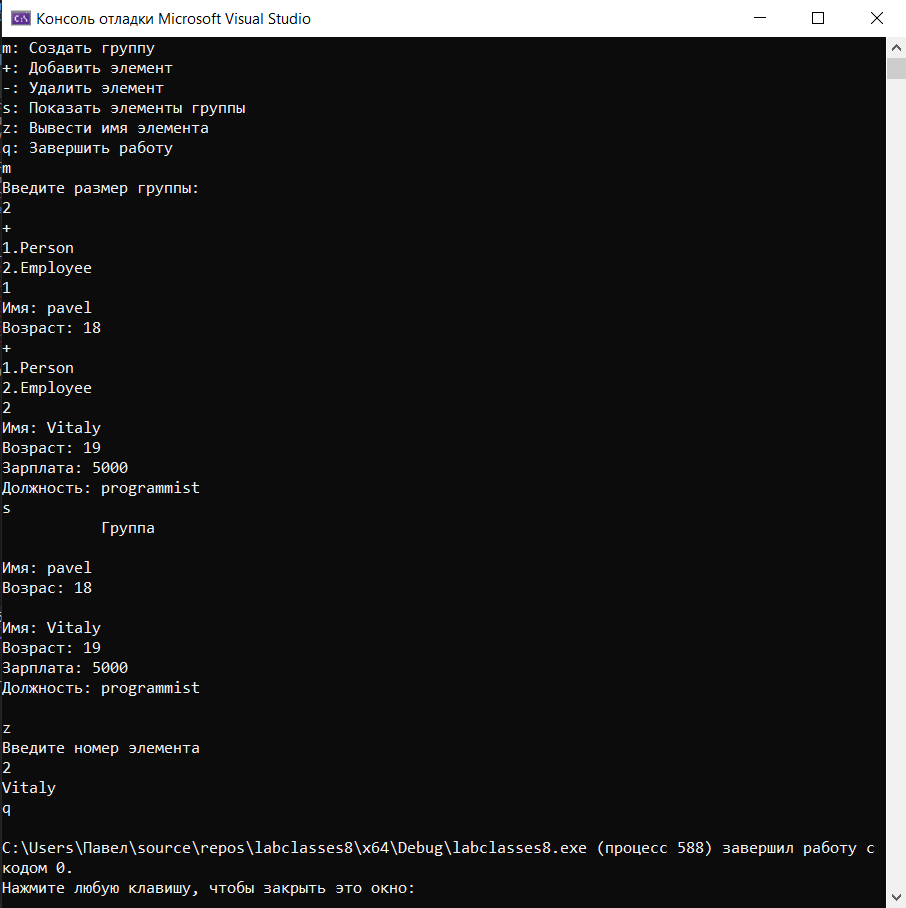 Консоль отладки Microsoft Visual Studio
m: Создать группу
+: Добавить элемент
-: Удалить элемент
s: Показать элементы группы
z: Вывести имя элемента
q: Завершить работу
m
Введите размер группы:
2
+
1.Person
2.Employee
1
Имя: pavel
Возраст: 18
+
1.Person
2.Employee
2
Имя: Vitaly
Возраст: 19
Зарплата: 5000
Должность: programmist
s
Группа
Имя: pavel
Возрас: 18
Имя: Vitaly
Возраст: 19
Зарплата: 5000
Должность: programmist
z
Введите номер элемента
2
Vitaly
q
C:\Users\Павел\source\repos\labclasses8\x64\Debug\labclasses8.exe (процесс 588) завершил работу с
кодом 0.
Нажмите любую клавишу, чтобы закрыть это окно: